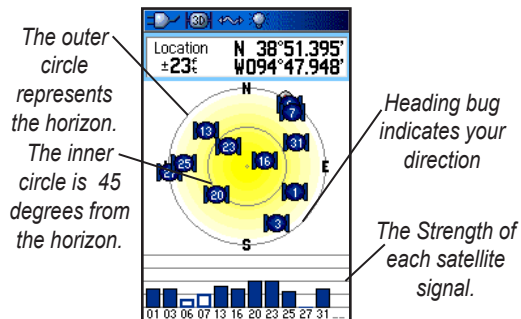 The outer
circle
represents
the horizon.
The inner
circle is 45
degrees from
the horizon.
3D
Location
±23ft
N 38°51.395'
W094°47.948'
N
7
13
31
23
16
25
E
20
1
3
S
01 03 06 07 13 16 20 23 25 27 31 __
Heading bug
indicates your
direction
The Strength of
each satellite
signal.